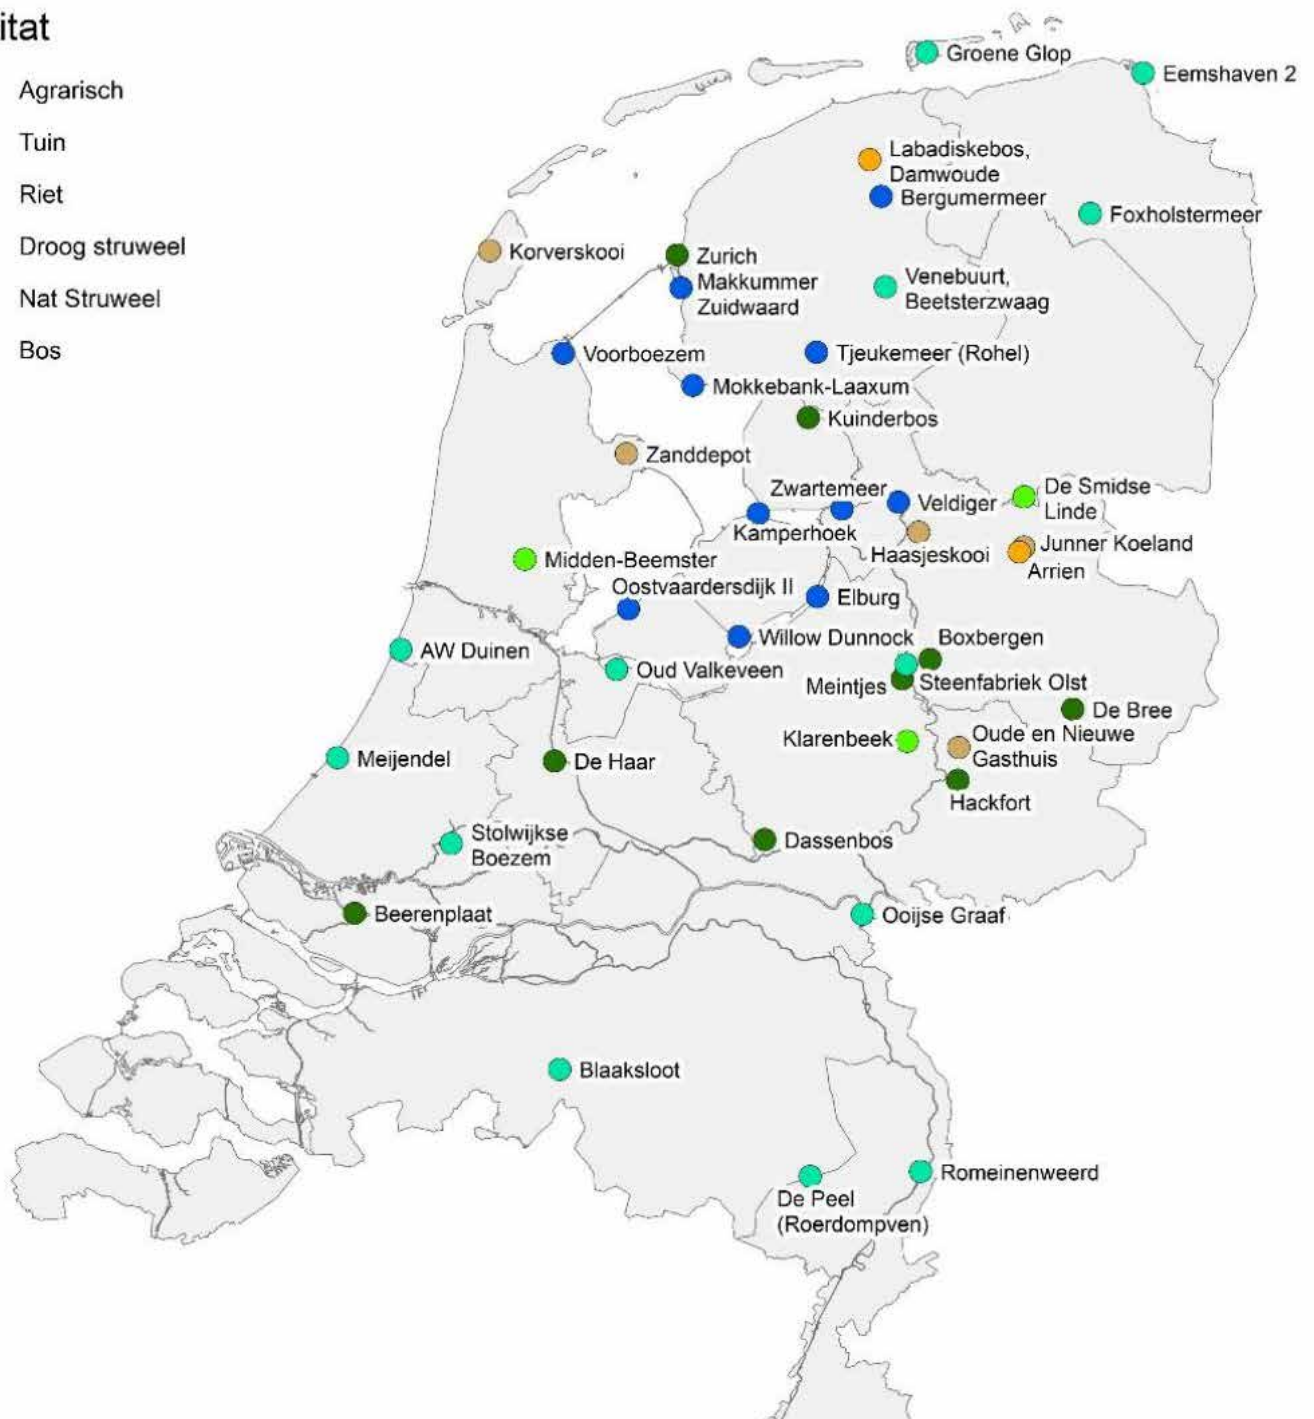 itat
Agrarisch
Tuin
Riet
Droog struweel
Nat Struweel
Bos
Groene Glop
Eemshaven 2
Labadiskebos,
Damwoude
Bergumermeer
Foxholstermeer
Korverskooi
Zurich
Makkummer
Zuidwaard
Venebuurt,
Beetsterzwaag
Voorboezem
Tjeukemeer (Rohel)
Mokkebank-Laaxum
Kuinderbos
Zanddepot
Zwartemeer
Veldiger
De Smidse
Linde
Kamperhoek
Haasjeskooi
Junner Koeland
Arrien
Midden-Beemster
Oostvaardersdijk II
Elburg
Willow Dunnock
Boxbergen
AW Duinen
Oud Valkeveen
Meintjes
Steenfabriek Olst
De Bree
Klarenbeek
Oude en Nieuwe
Gasthuis
Meijendel
De Haar
Hackfort
Stolwijkse
Boezem
Dassenbos
Beerenplaat
Ooijse Graaf
Blaaksloot
Romeinenweerd
De Peel
(Roerdompven)